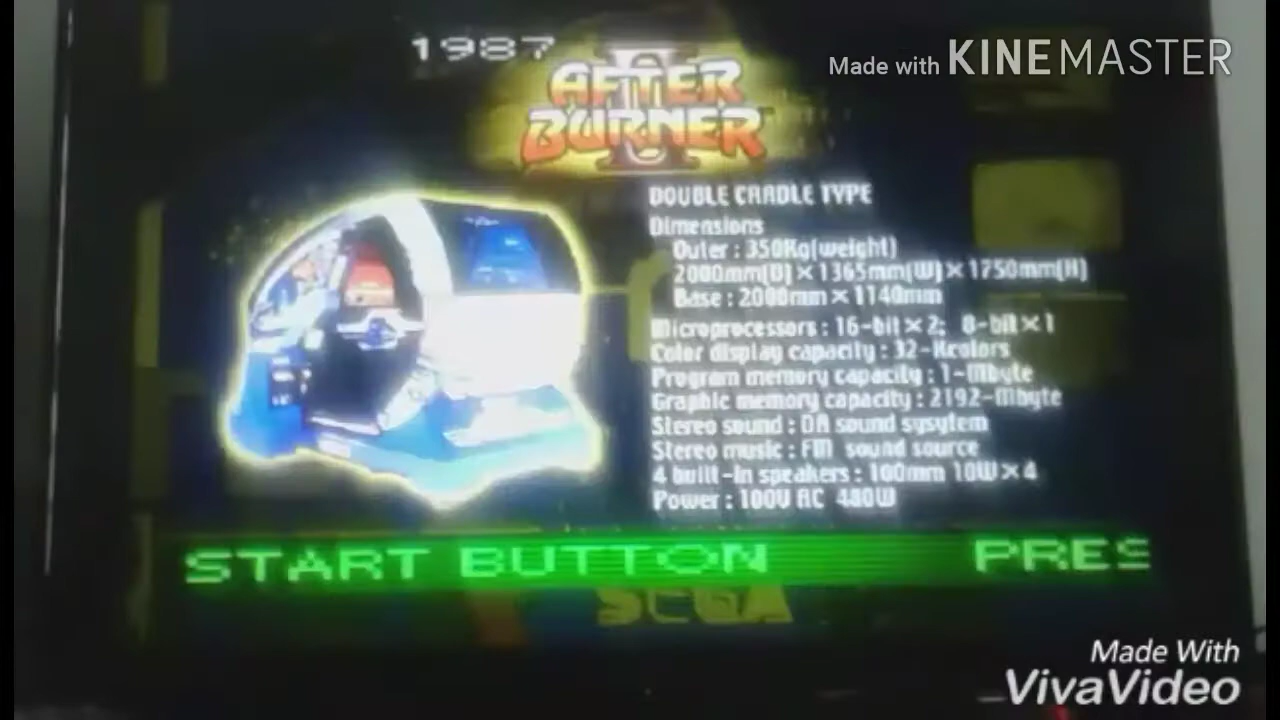 1987
AFTER
BURNER
II
Made with KINEMASTER
DOUBLE CRADLE TYPE
Dimensions
Outer : 350Kg(weight)
2000mm(D)×1365mm(W)×1750mm(H)
Base : 2000mm×1140mm
Microprocessors : 16-bit×2; 8-bit×1
Color display capacity : 32-Kcolors
Program memory capacity : 1-Mbyte
Graphic memory capacity : 2192-Mbyte
Stereo sound : DA sound sysytem
Stereo music : FM sound source
4 built-in speakers : 100mm 10W×4
Power : 100V AC 480W
START BUTTON PRES
SEGA
Made With
VivaVideo